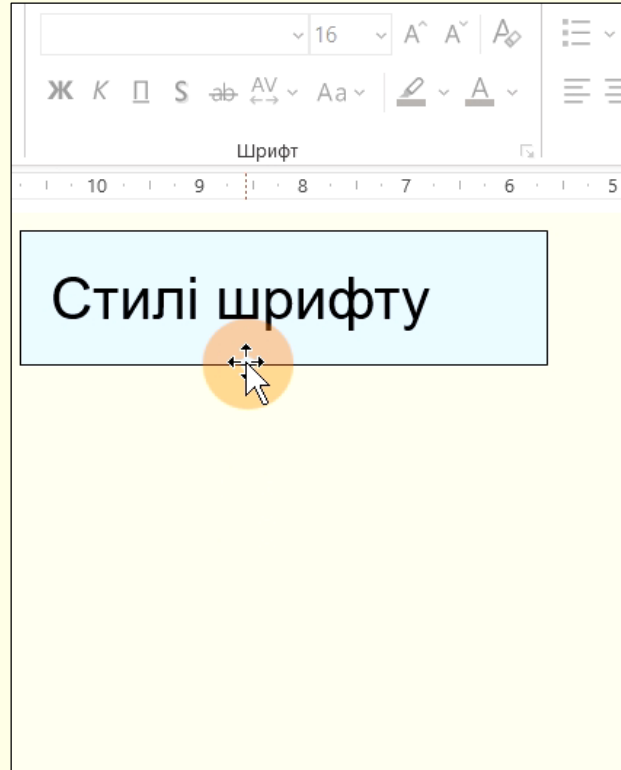 16 A A A
Ж К П S ab AV Aa A
Шрифт
10 9 8 7 6 5
Стилі шрифту